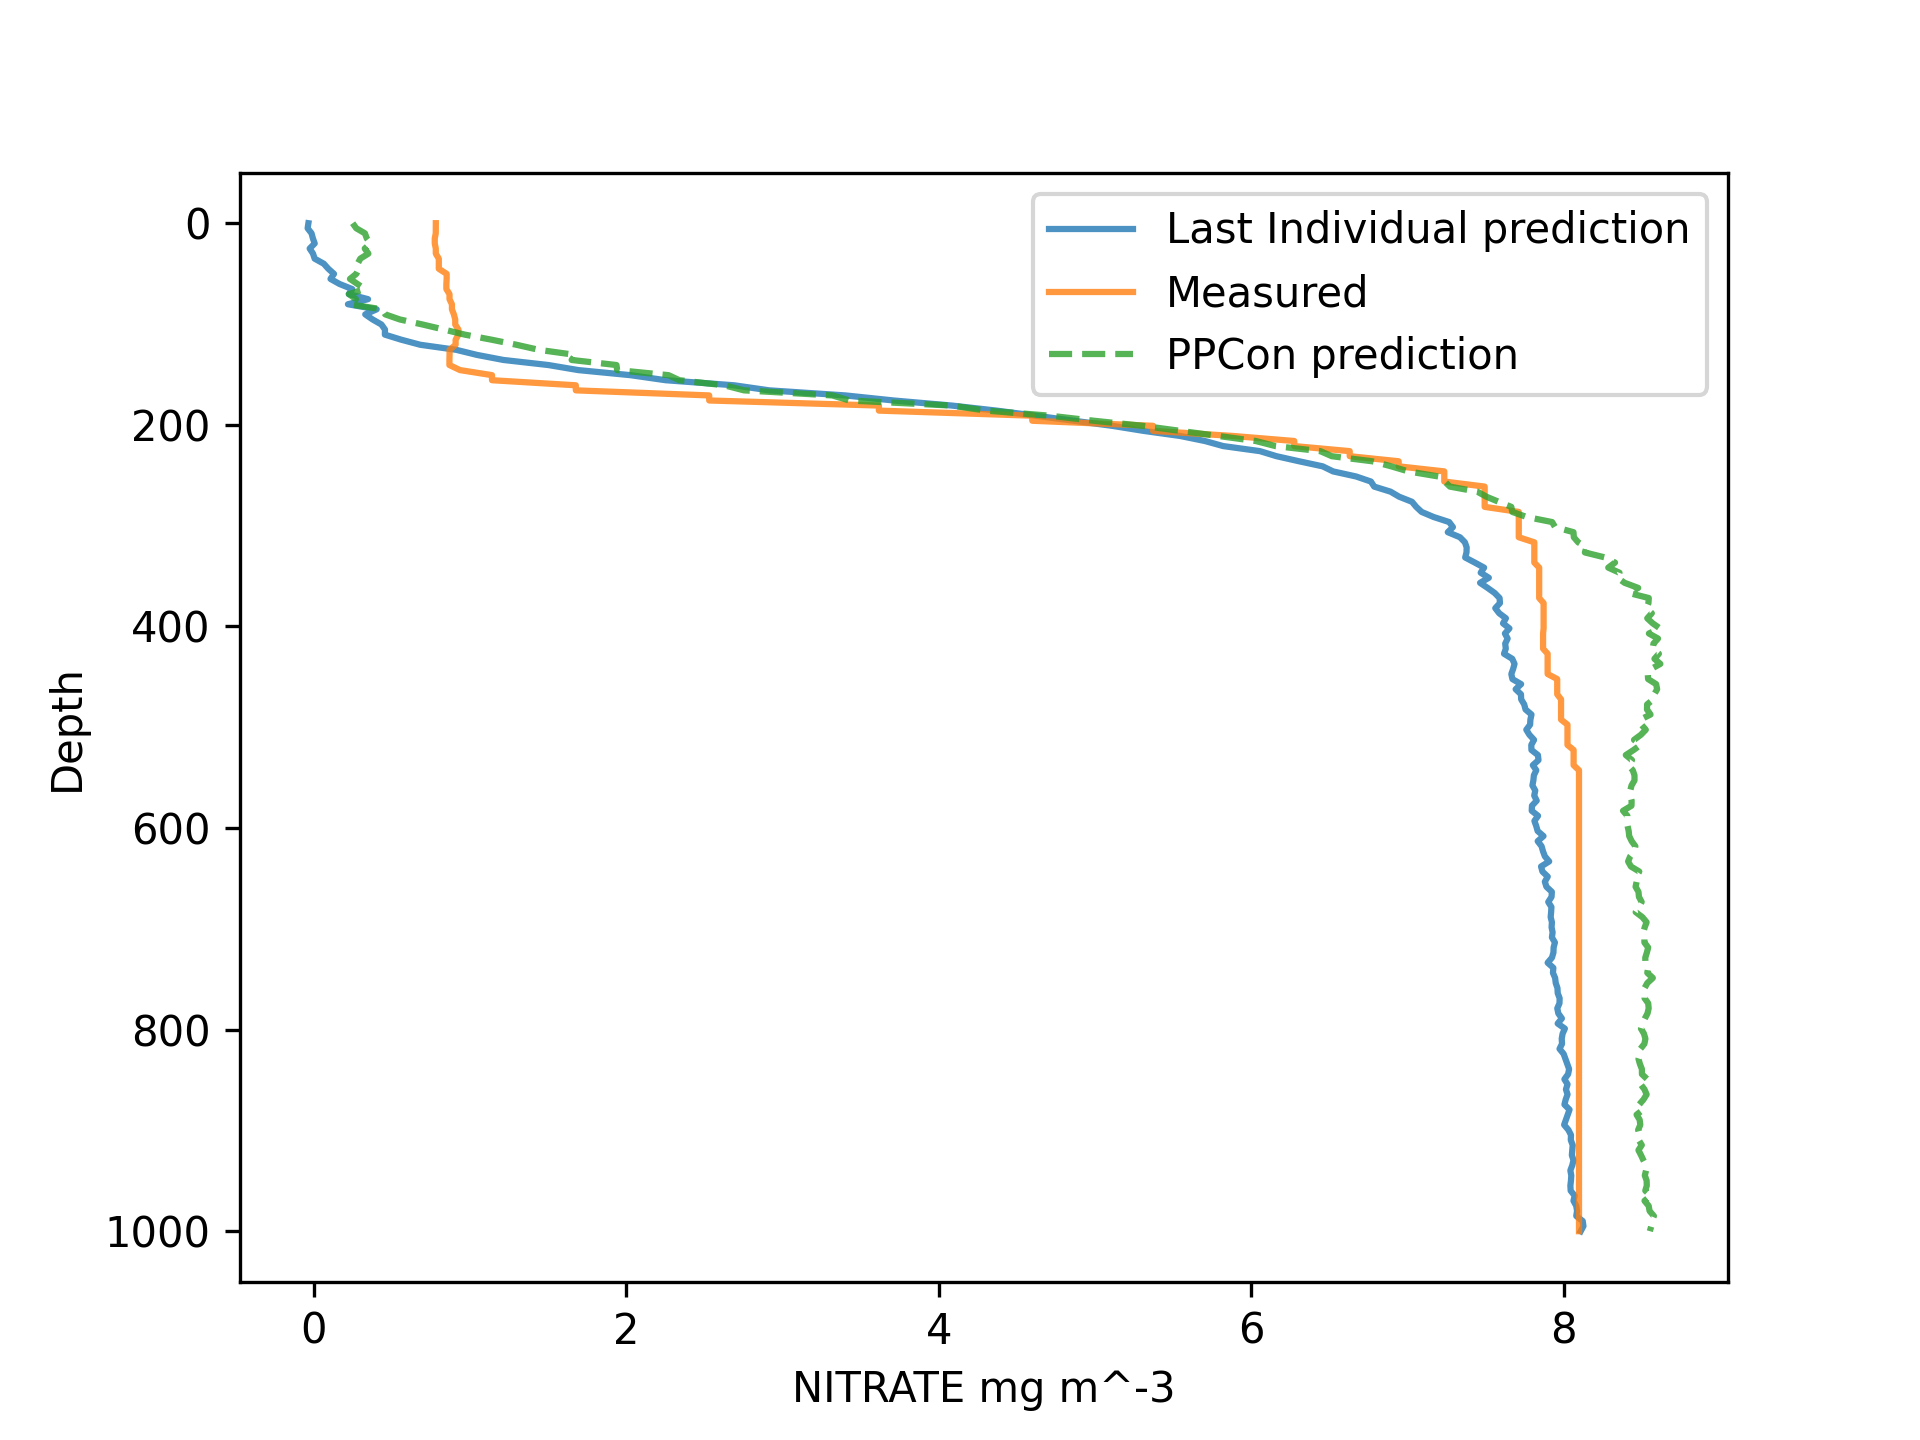 Last Individual prediction
Measured
PPCon prediction
0
200
400
600
800
1000
Depth
0 2 4 6 8
NITRATE mg m^-3